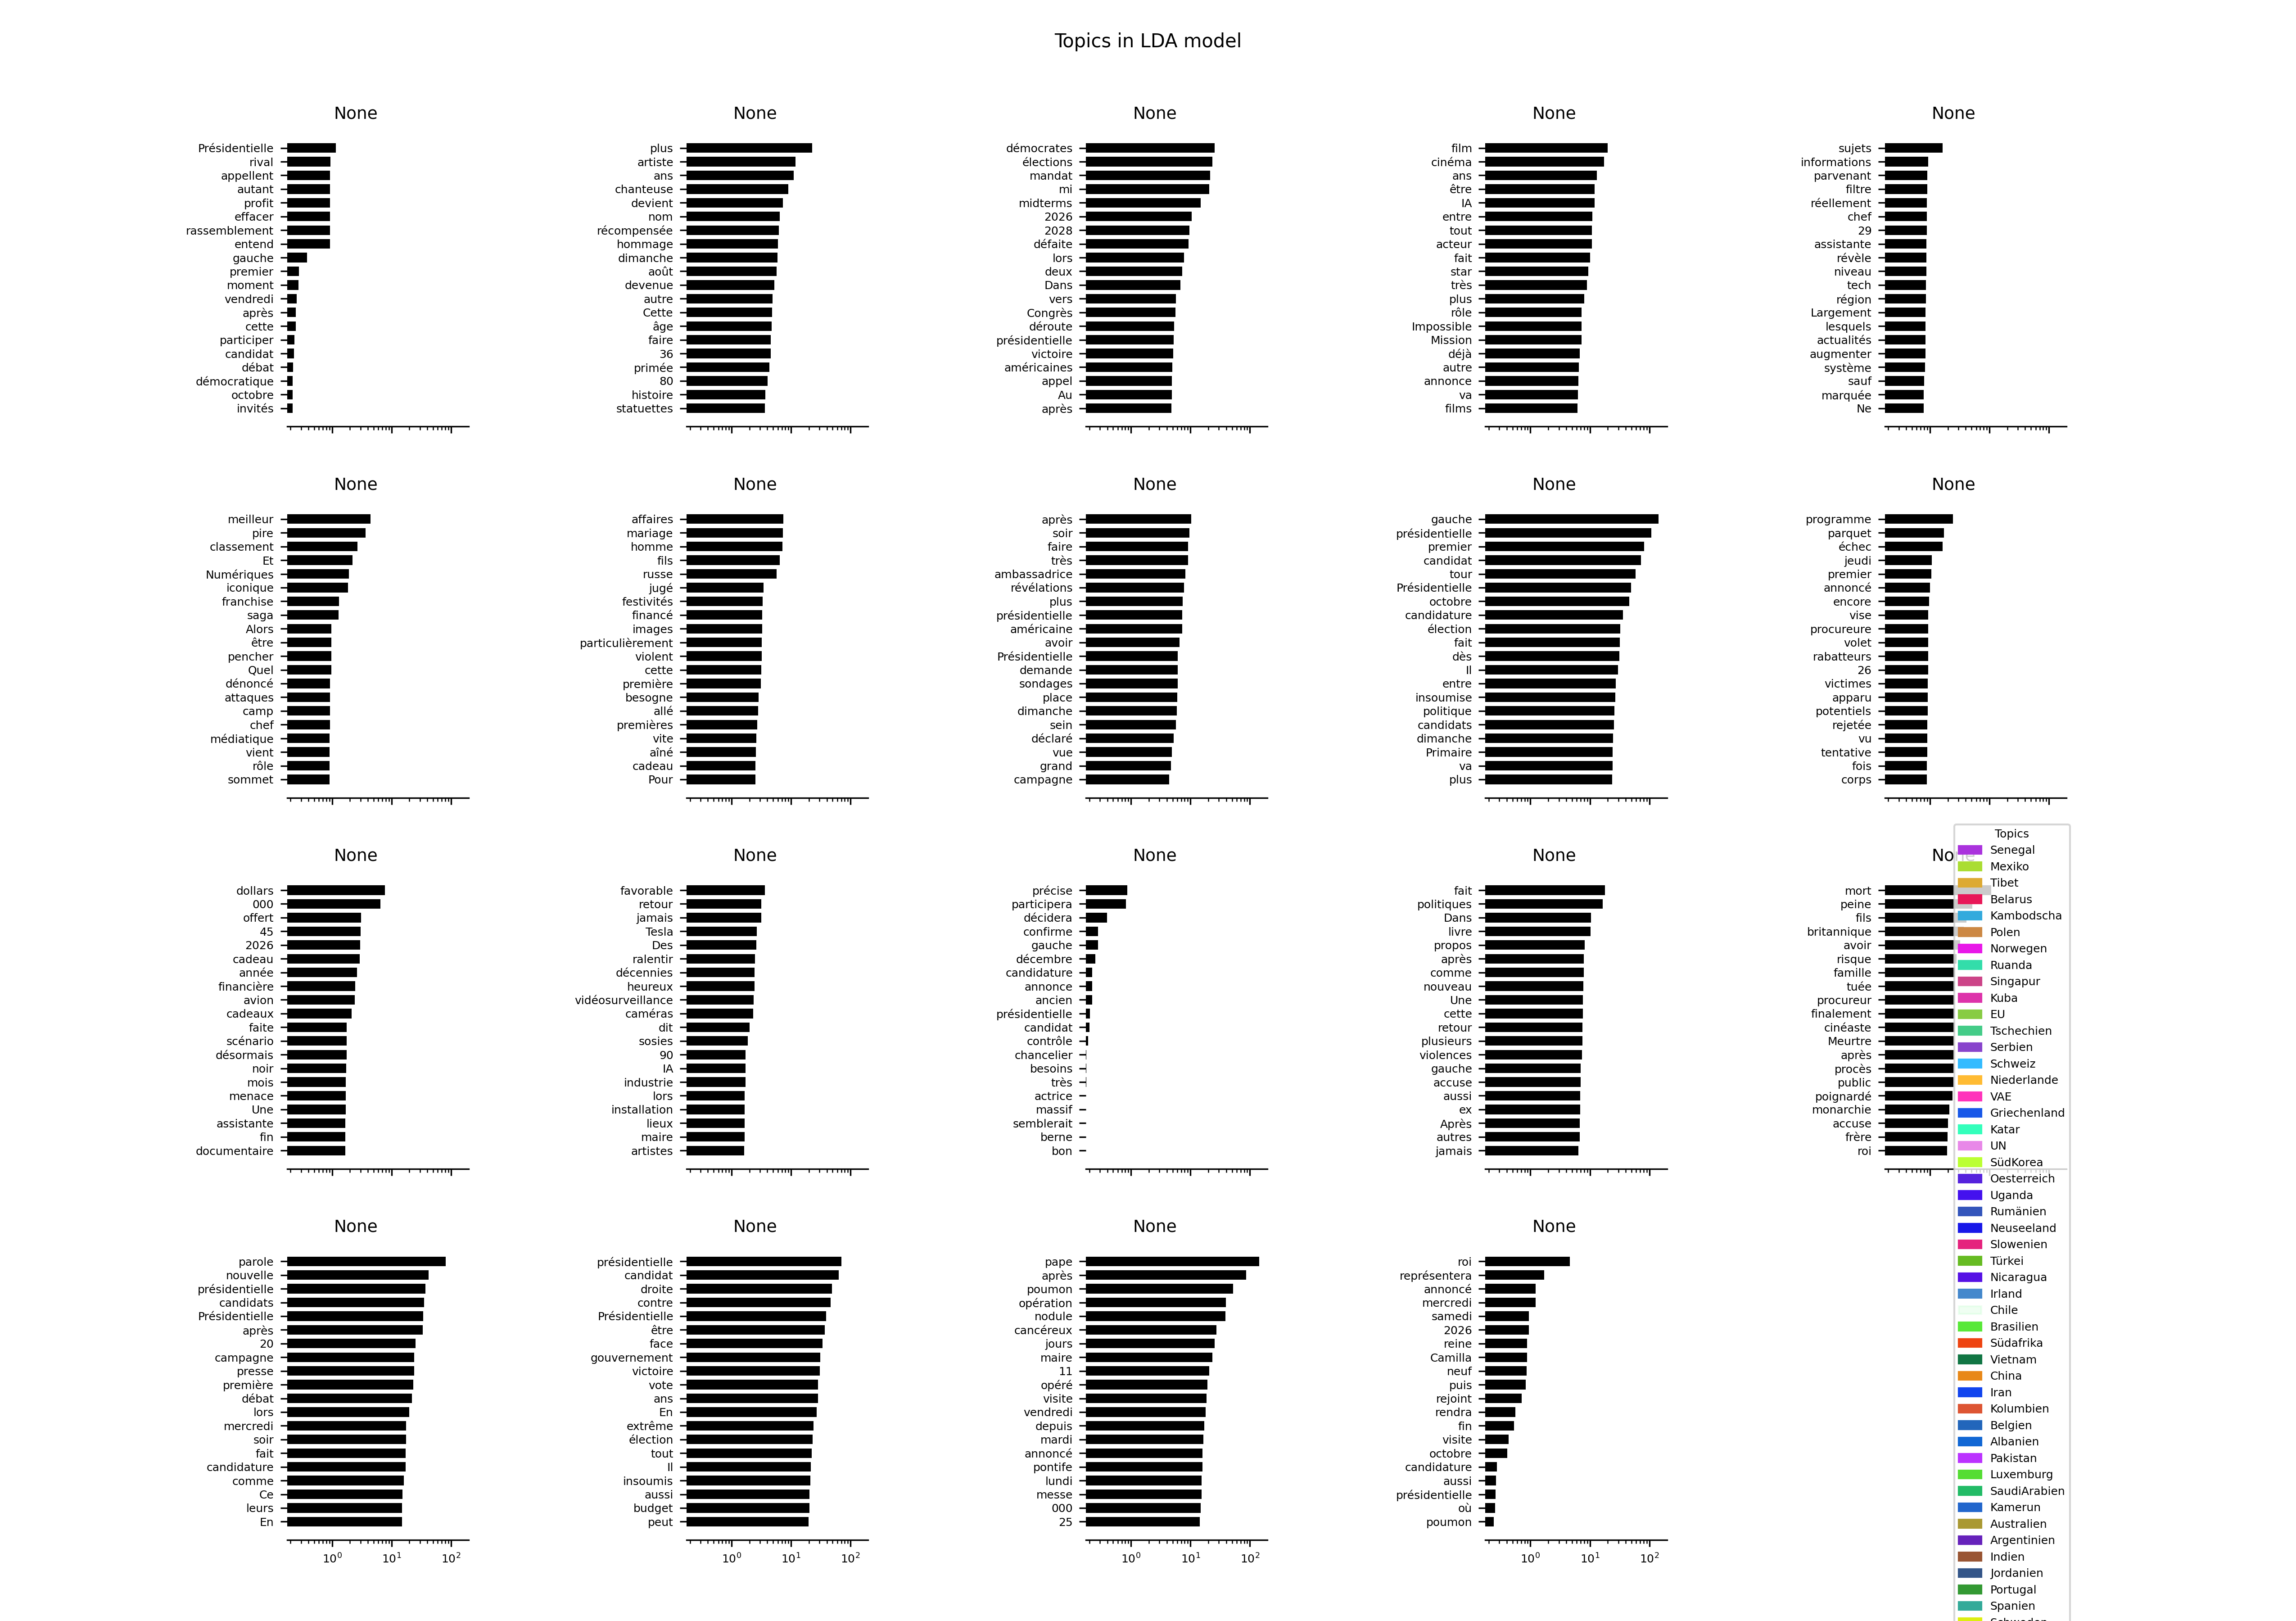 Topics in LDA model
None
Présidentielle
rival
appellent
autant
profit
effacer
rassemblement
entend
gauche
premier
moment
vendredi
après
cette
participer
candidat
débat
démocratique
octobre
invités
None
plus
artiste
ans
chanteuse
devient
nom
récompensée
hommage
dimanche
août
devenue
autre
Cette
âge
faire
36
primée
80
histoire
statuettes
None
démocrates
élections
mandat
mi
midterms
2026
2028
défaite
lors
deux
Dans
vers
Congrès
déroute
présidentielle
victoire
américaines
appel
Au
après
None
film
cinéma
ans
être
IA
entre
tout
acteur
fait
star
très
plus
rôle
Impossible
Mission
déjà
autre
annonce
va
films
None
sujets
informations
parvenant
filtre
réellement
chef
29
assistante
révèle
niveau
tech
région
Largement
lesquels
actualités
augmenter
système
sauf
marquée
Ne
None
meilleur
pire
classement
Et
Numériques
iconique
franchise
saga
Alors
être
pencher
Quel
dénoncé
attaques
camp
chef
médiatique
vient
rôle
sommet
None
affaires
mariage
homme
fils
russe
jugé
festivités
financé
images
particulièrement
violent
cette
première
besogne
allé
premières
vite
aîné
cadeau
Pour
None
après
soir
faire
très
ambassadrice
révélations
plus
présidentielle
américaine
avoir
Présidentielle
demande
sondages
place
dimanche
sein
déclaré
vue
grand
campagne
None
gauche
présidentielle
premier
candidat
tour
Présidentielle
octobre
candidature
élection
fait
dès
Il
entre
insoumise
politique
candidats
dimanche
Primaire
va
plus
None
programme
parquet
échec
jeudi
premier
annoncé
encore
vise
procureure
volet
rabatteurs
26
victimes
apparu
potentiels
rejetée
vu
tentative
fois
corps
None
dollars
000
offert
45
2026
cadeau
année
financière
avion
cadeaux
faite
scénario
désormais
noir
mois
menace
Une
assistante
fin
documentaire
None
favorable
retour
jamais
Tesla
Des
ralentir
décennies
heureux
vidéosurveillance
caméras
dit
sosies
90
IA
industrie
lors
installation
lieux
maire
artistes
None
précise
participera
décidera
confirme
gauche
décembre
candidature
annonce
ancien
présidentielle
candidat
contrôle
chancelier
besoins
très
actrice
massif
semblerait
berne
bon
None
fait
politiques
Dans
livre
propos
après
comme
nouveau
Une
cette
retour
plusieurs
violences
gauche
accuse
aussi
ex
Après
autres
jamais
None
mort
peine
fils
britannique
avoir
risque
famille
tuée
procureur
finalement
cinéaste
Meurtre
après
procès
public
poignardé
monarchie
accuse
frère
roi
None
parole
nouvelle
présidentielle
candidats
Présidentielle
après
20
campagne
presse
première
débat
lors
mercredi
soir
fait
candidature
comme
Ce
leurs
En
10⁰ 10¹ 10²
None
présidentielle
candidat
droite
contre
Présidentielle
être
face
gouvernement
victoire
vote
ans
En
extrême
élection
tout
Il
insoumis
aussi
budget
peut
10⁰ 10¹ 10²
None
pape
après
poumon
opération
nodule
cancéreux
jours
maire
11
opéré
visite
vendredi
depuis
mardi
annoncé
pontife
lundi
messe
000
25
10⁰ 10¹ 10²
None
roi
représentera
annoncé
mercredi
samedi
2026
reine
Camilla
neuf
puis
rejoint
rendra
fin
visite
octobre
candidature
aussi
présidentielle
où
poumon
10⁰ 10¹ 10²
Topics
Senegal
Mexiko
Tibet
Belarus
Kambodscha
Polen
Norwegen
Ruanda
Singapur
Kuba
EU
Tschechien
Serbien
Schweiz
Niederlande
VAE
Griechenland
Katar
UN
SüdKorea
Oesterreich
Uganda
Rumänien
Neuseeland
Slowenien
Türkei
Nicaragua
Irland
Chile
Brasilien
Südafrika
Vietnam
China
Iran
Kolumbien
Belgien
Albanien
Pakistan
Luxemburg
SaudiArabien
Kamerun
Australien
Argentinien
Indien
Jordanien
Portugal
Spanien
Schweden